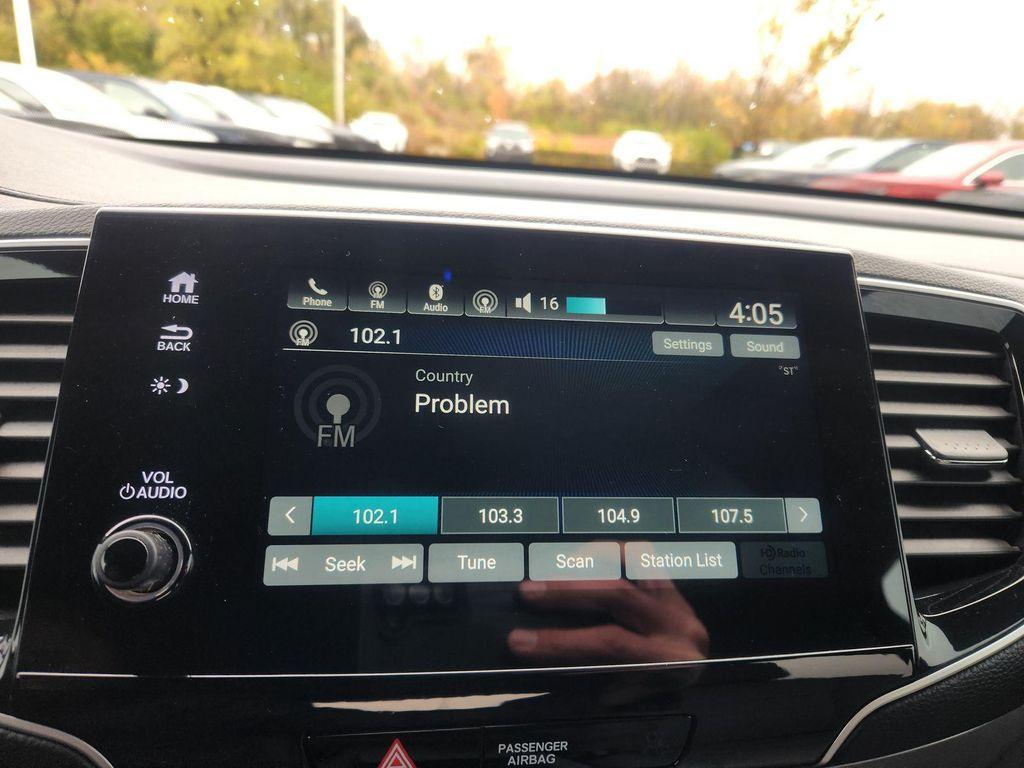 HOME
BACK
VOL
AUDIO
Phone
FM
Audio
FM
16
4:05
FM
102.1
Settings
Sound
"ST"
Country
Problem
FM
102.1
103.3
104.9
107.5
Seek
Tune
Scan
Station List
HD Radio
Channels
PASSENGER
AIRBAG